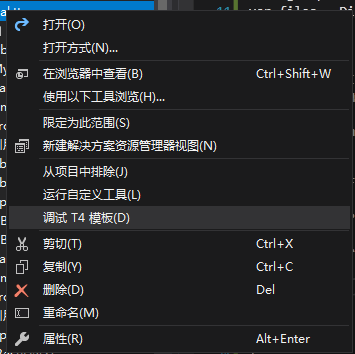 打开(O)
打开方式(N)...
在浏览器中查看(B) Ctrl+Shift+W
使用以下工具浏览(H)...
限定为此范围(S)
新建解决方案资源管理器视图(N)
从项目中排除(J)
运行自定义工具(L)
调试 T4 模板(D)
剪切(T) Ctrl+X
复制(Y) Ctrl+C
删除(D) Del
重命名(M)
属性(R) Alt+Enter